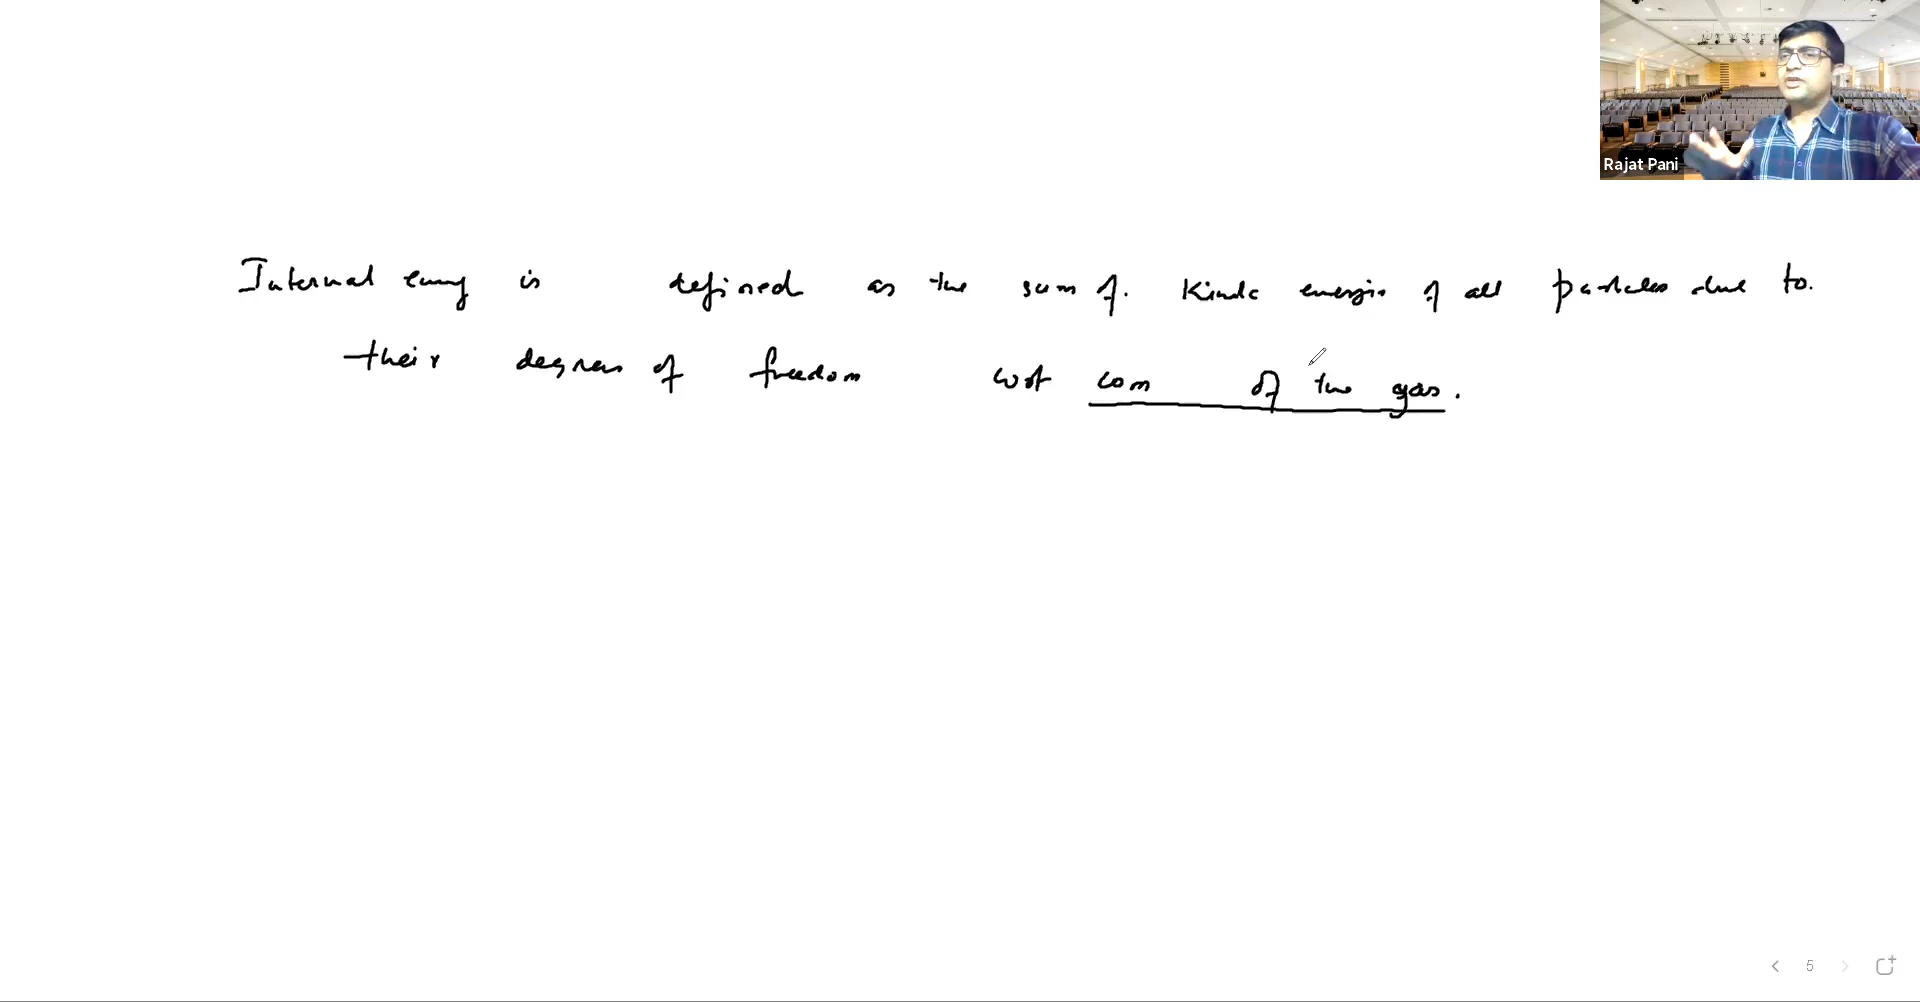 Rajat Pani
Internal energy is defined as the sum of. Kinetic energies of all particles due to.
their degrees of freedom wrt com of the gas.
5